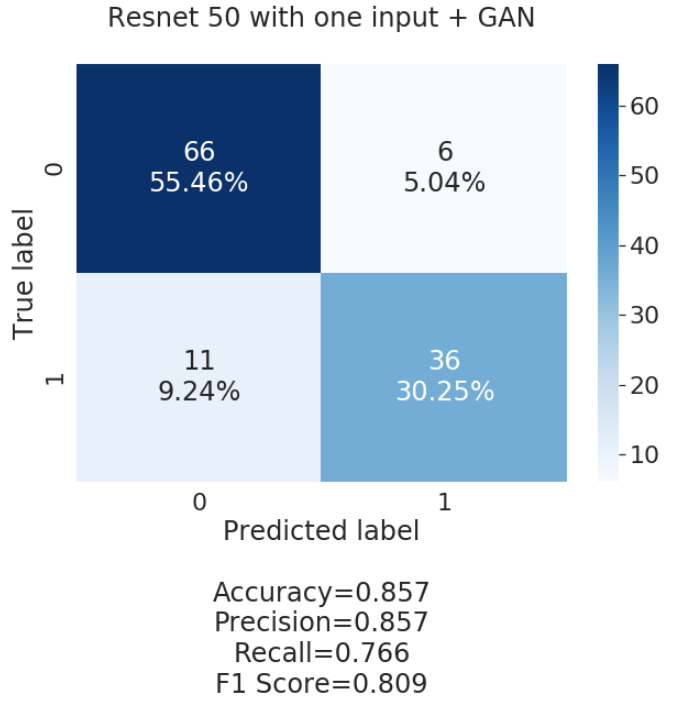 Resnet 50 with one input + GAN
66
55.46%
6
5.04%
11
9.24%
36
30.25%
0
1
True label
0
1
Predicted label
60
50
40
30
20
10
Accuracy=0.857
Precision=0.857
Recall=0.766
F1 Score=0.809